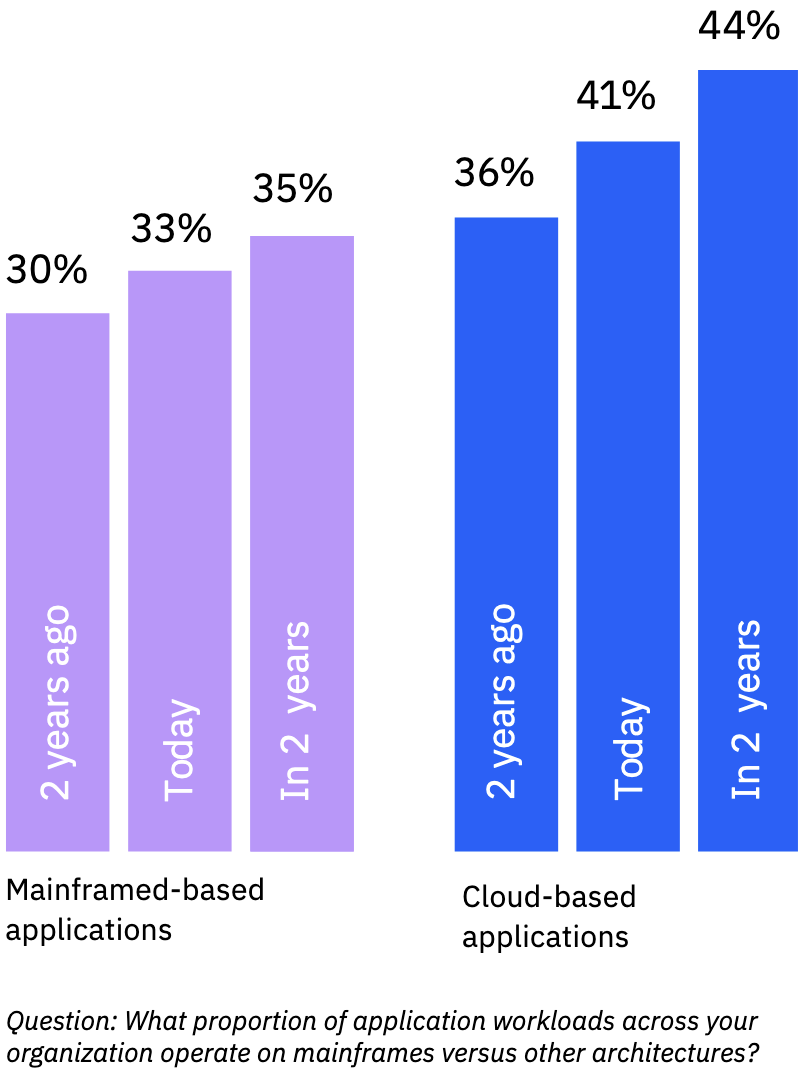 30%
33%
35%
36%
41%
44%
2 years ago
Today
In 2 years
2 years ago
Today
In 2 years
Mainframed-based
applications
Cloud-based
applications
Question: What proportion of application workloads across your
organization operate on mainframes versus other architectures?